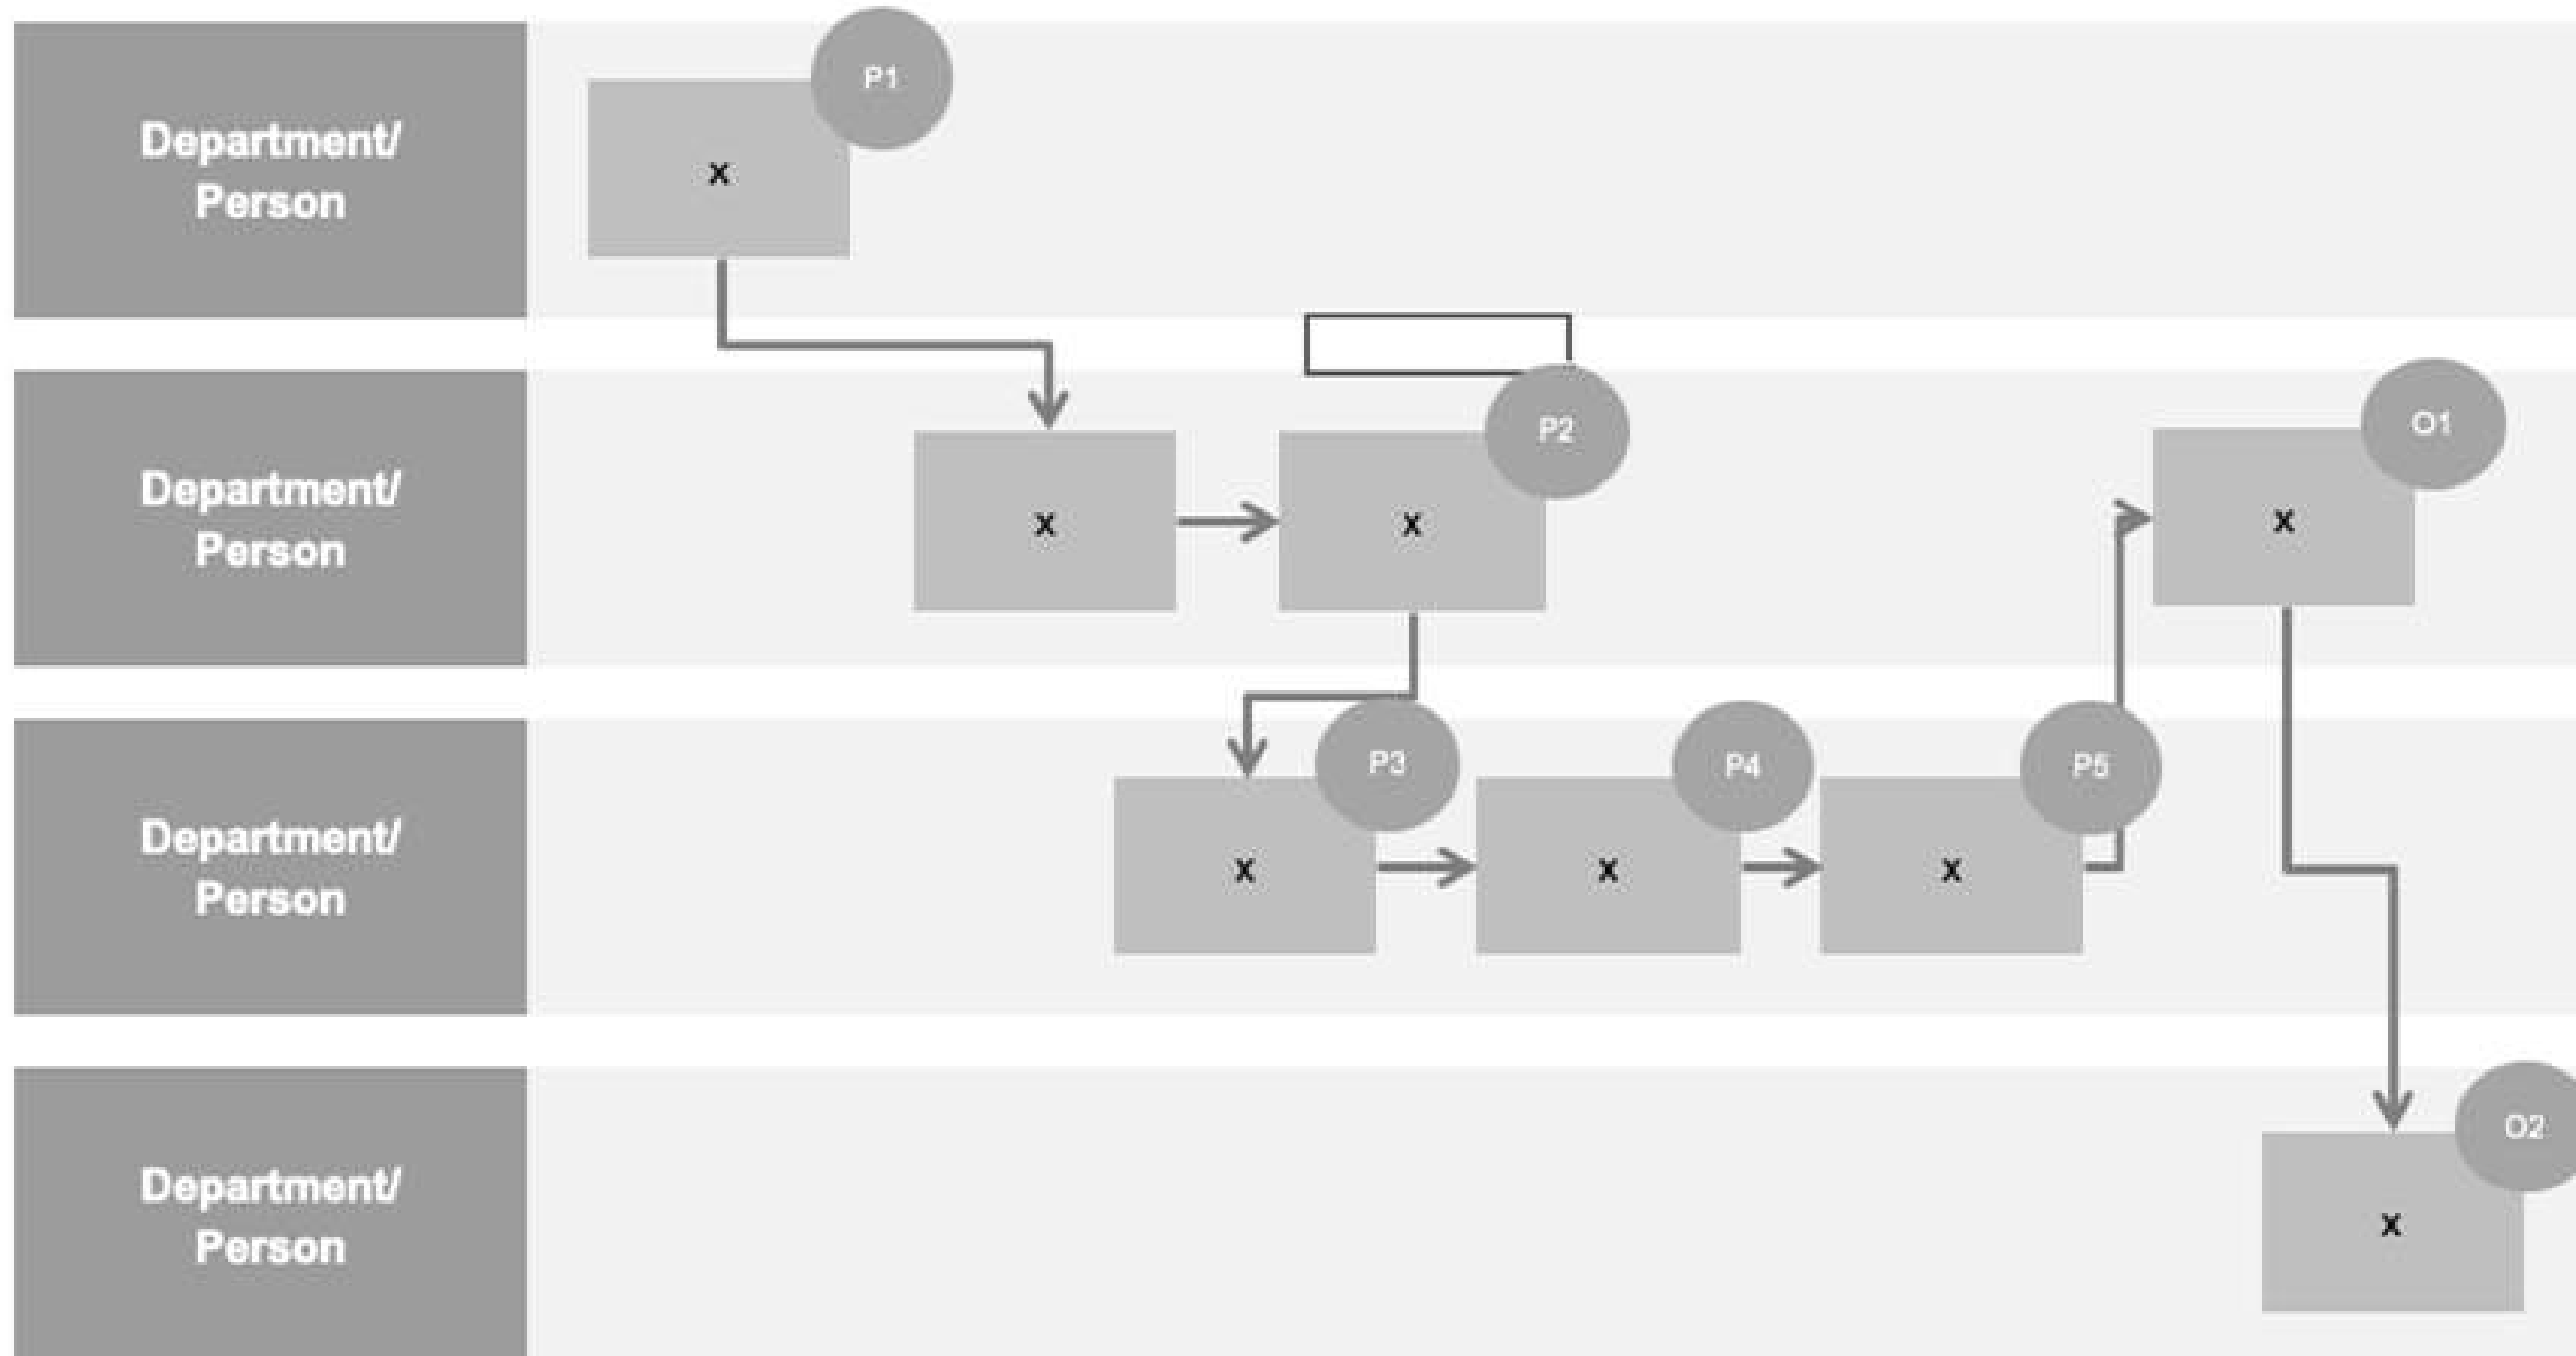 Department/
Person
P1
x
Department/
Person
x
x
P2
x
O1
Department/
Person
x
P3
x
P4
x
P5
Department/
Person
x
O2